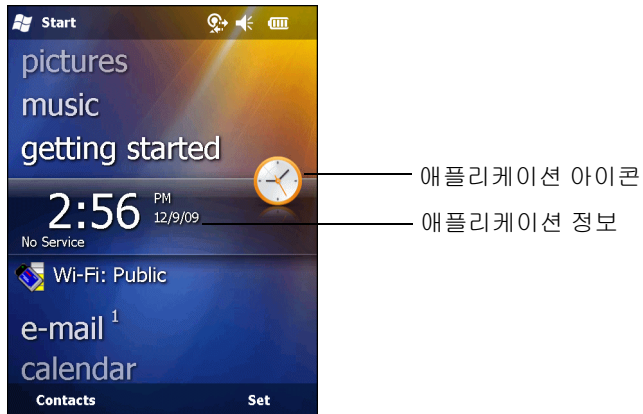 Start
pictures
music
getting started
애플리케이션 아이콘
2:56 PM
12/9/09
애플리케이션 정보
No Service
Wi-Fi: Public
e-mail 1
calendar
Contacts Set